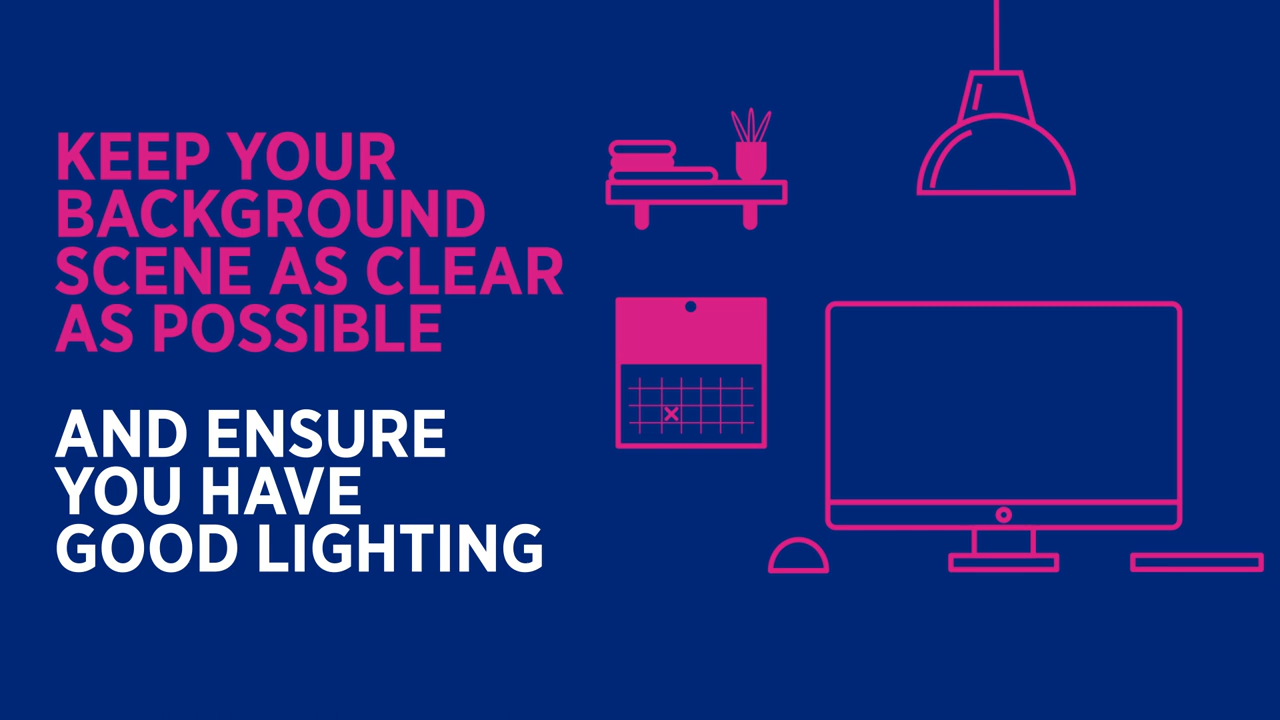 KEEP YOUR
BACKGROUND
SCENE AS CLEAR
AS POSSIBLE
AND ENSURE
YOU HAVE
GOOD LIGHTING